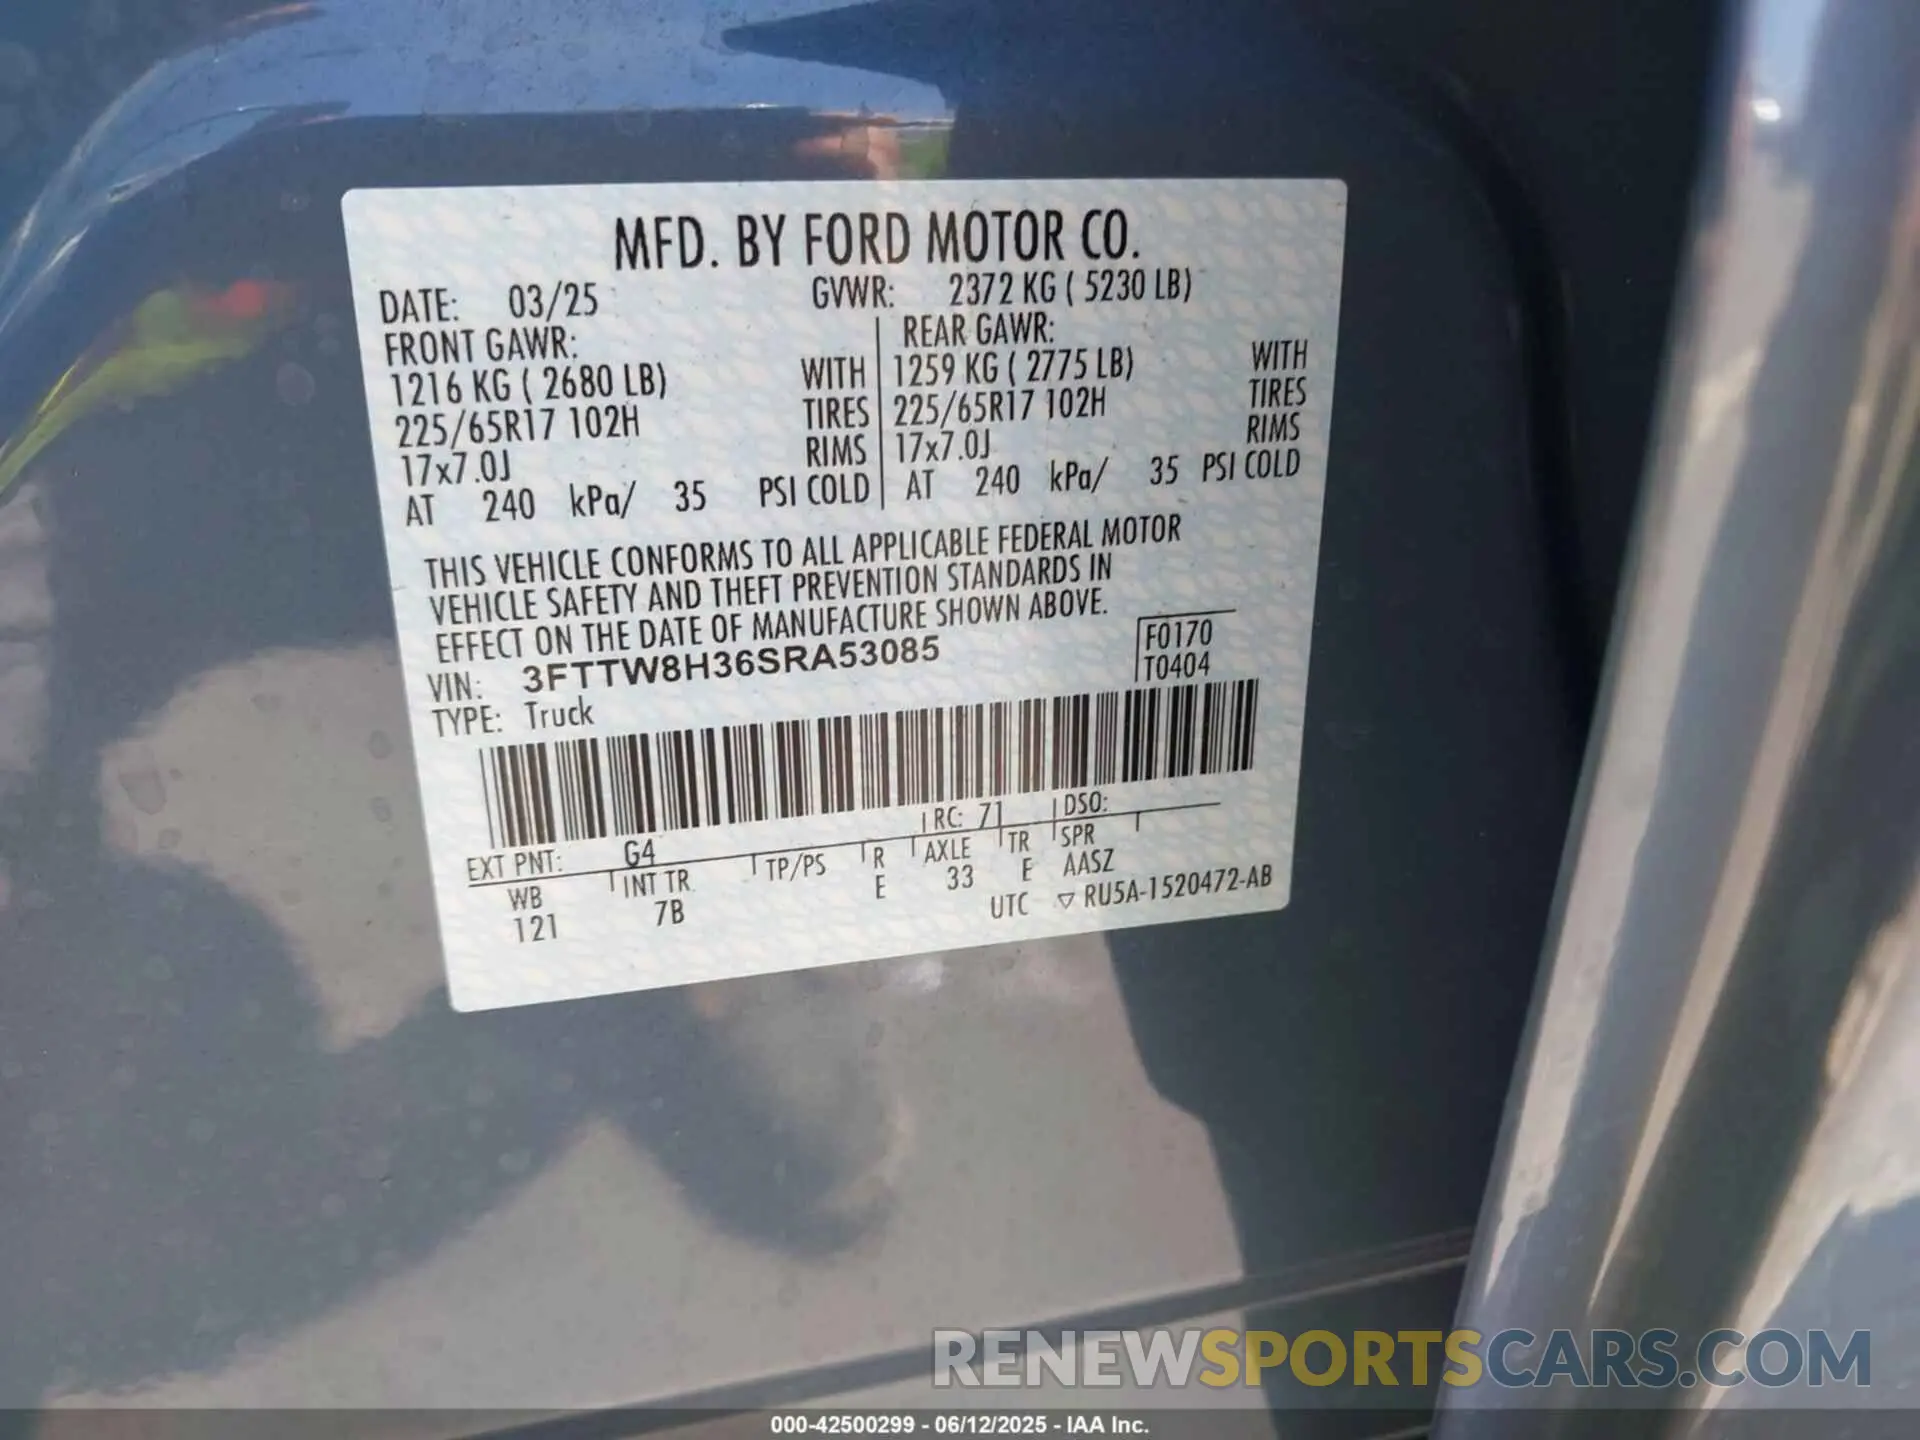 MFD. BY FORD MOTOR CO.
DATE: 03/25 GVWR: 2372 KG ( 5230 LB)
FRONT GAWR: REAR GAWR:
1216 KG ( 2680 LB) WITH 1259 KG ( 2775 LB) WITH
225/65R17 102H TIRES 225/65R17 102H TIRES
17x7.0J RIMS 17x7.0J RIMS
AT 240 kPa/ 35 PSI COLD AT 240 kPa/ 35 PSI COLD
THIS VEHICLE CONFORMS TO ALL APPLICABLE FEDERAL MOTOR
VEHICLE SAFETY AND THEFT PREVENTION STANDARDS IN
EFFECT ON THE DATE OF MANUFACTURE SHOWN ABOVE.
VIN: 3FTTW8H36SRA53085 F0170
TYPE: Truck T0404
EXT PNT: G4 RC: 71 DSO:
WB INT TR TP/PS R AXLE TR SPR
121 7B E 33 E AASZ
UTC ▽ RU5A-1520472-AB
RENEWSPORTSCARS.COM
000-42500299 - 06/12/2025 - IAA Inc.